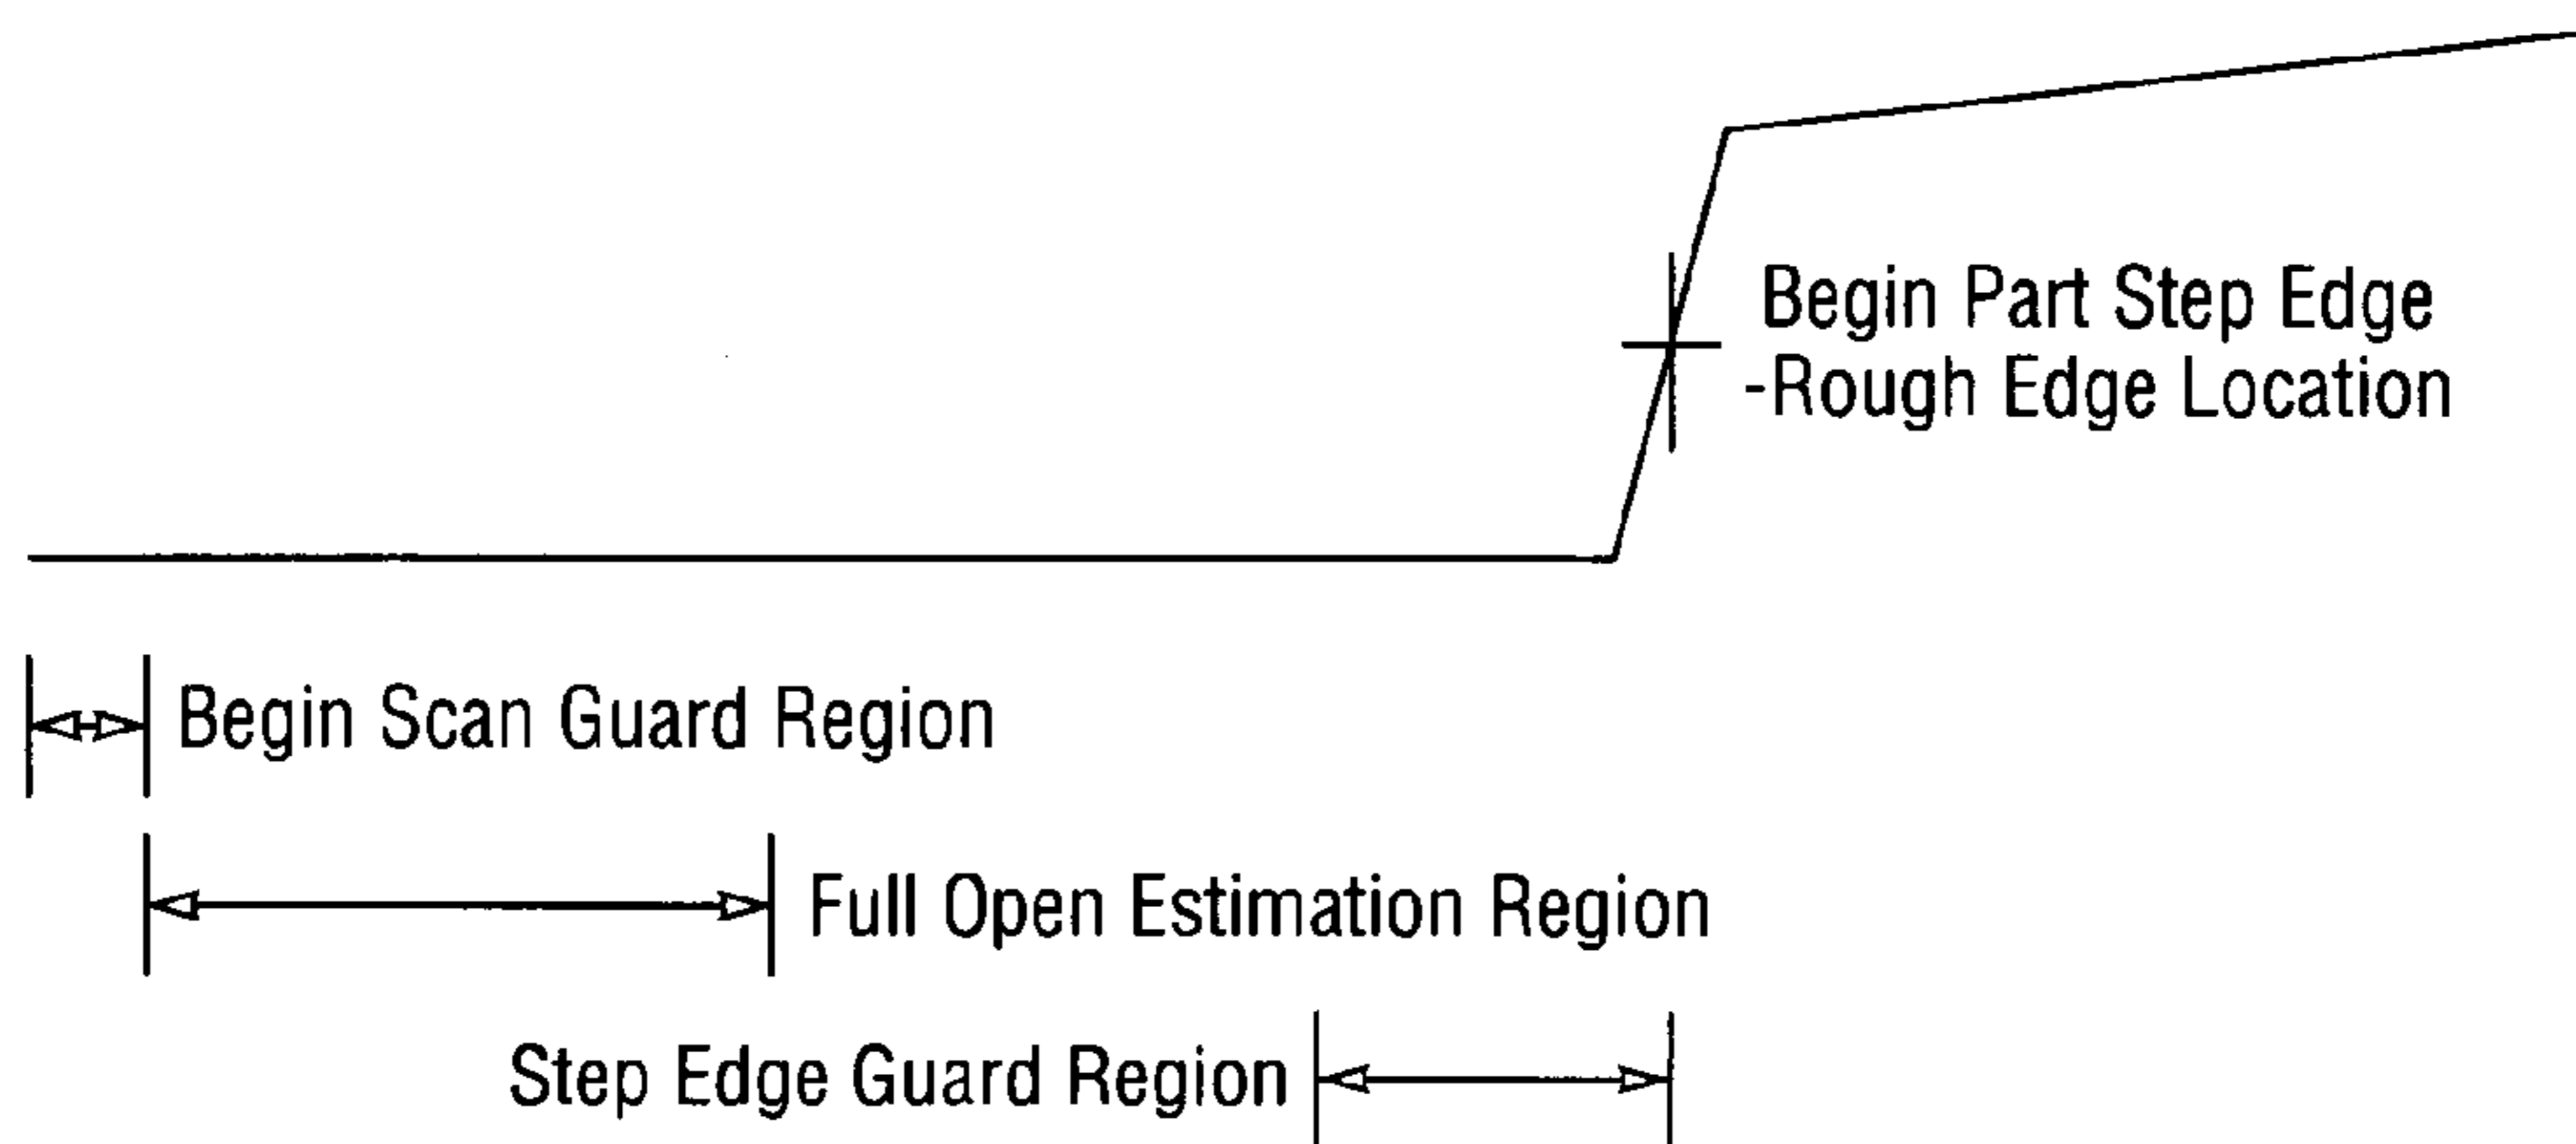 Begin Part Step Edge
-Rough Edge Location
Begin Scan Guard Region
Full Open Estimation Region
Step Edge Guard Region